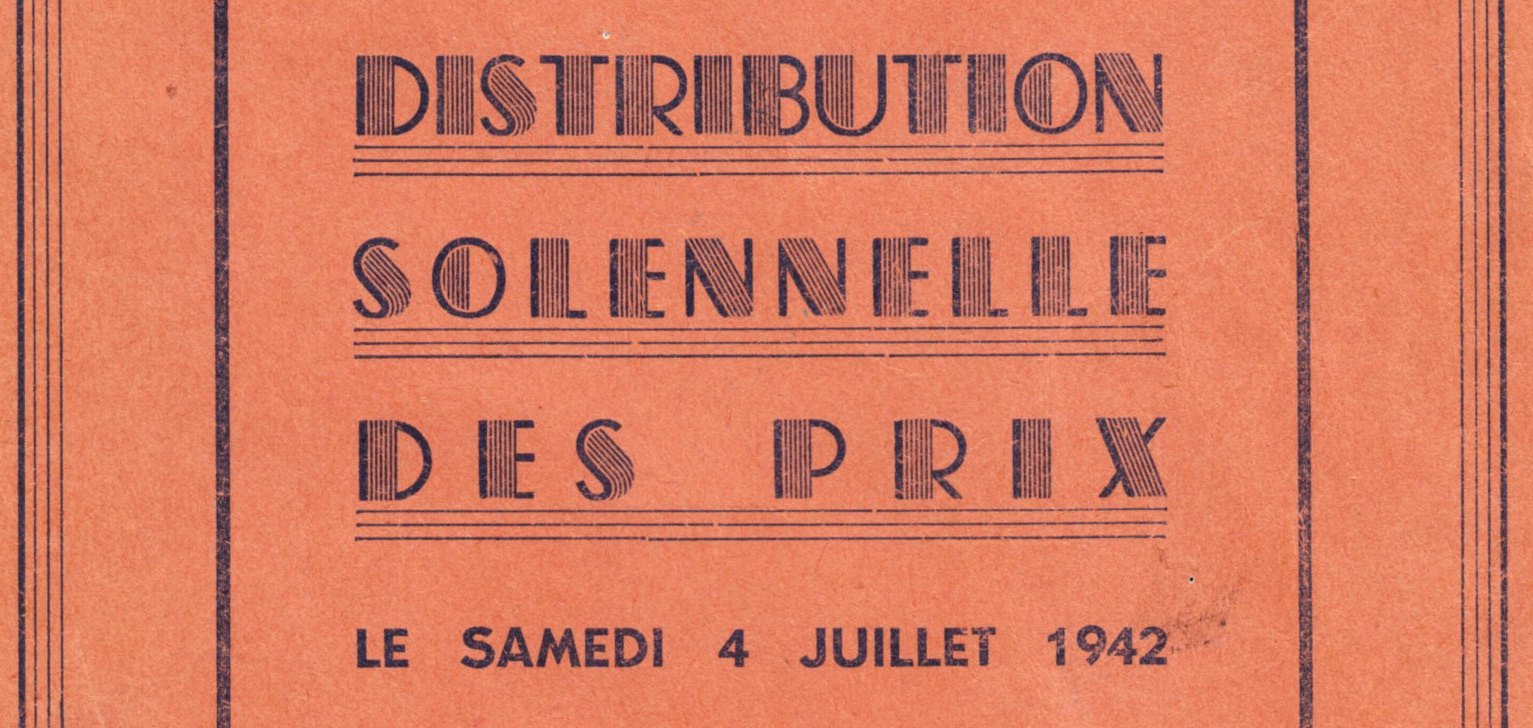 DISTRIBUTION
SOLENNELLE
DES PRIX
LE SAMEDI 4 JUILLET 1942